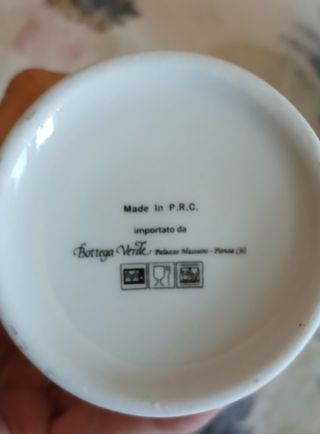 Made In P.R.C.
importato da
Bottega Verde, Palazzo Massaini - Pienza (Si)